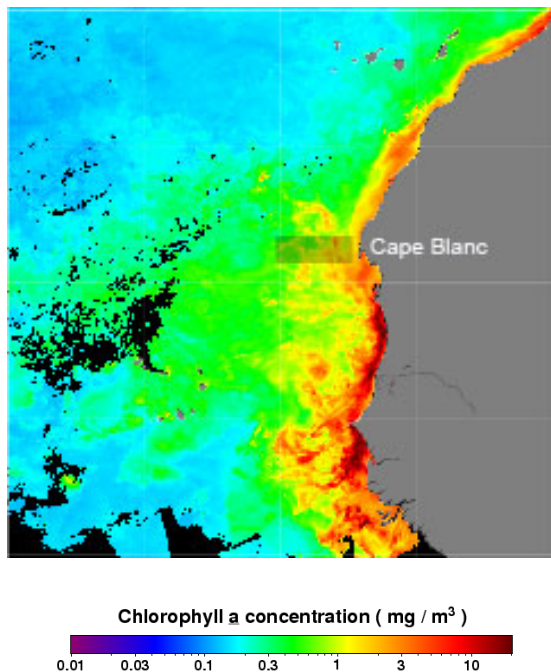 Cape Blanc
Chlorophyll a concentration ( mg / m³ )
0.01 0.03 0.1 0.3 1 3 10